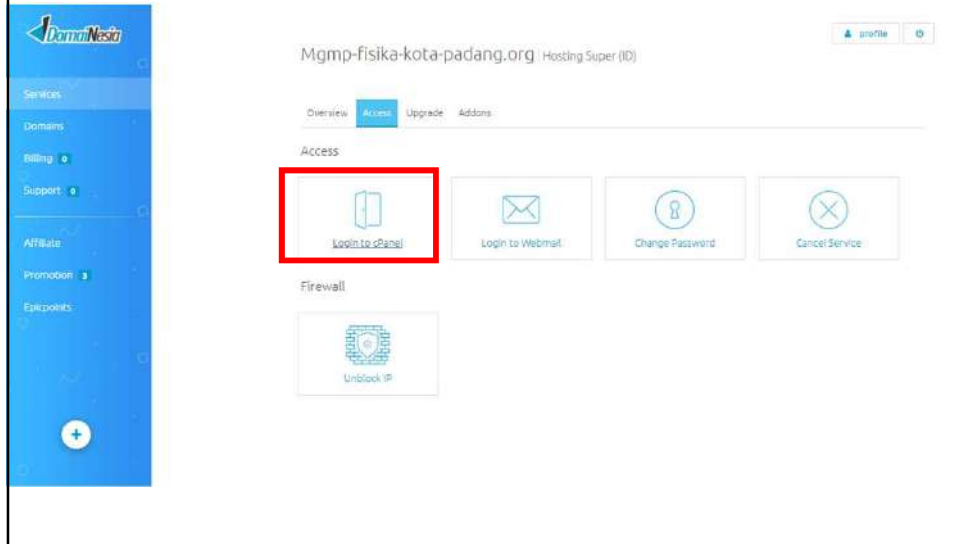 DomaiNesia
profile
Mgmp-fisika-kota-padang.org Hosting Super (ID)
Services
Domains
Billing 0
Support 0
Affiliate
Promotion 3
Epicpoints
Overview Access Upgrade Addons
Access
Login to cPanel
Login to Webmail
Change Password
Cancel Service
Firewall
Unblock IP